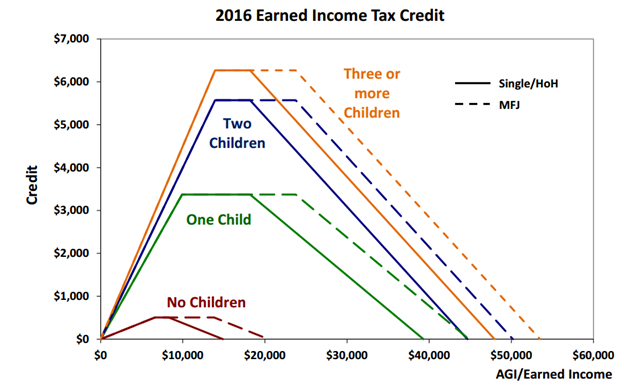 2016 Earned Income Tax Credit
$7,000
$6,000
$5,000
$4,000
$3,000
$2,000
$1,000
$0
Credit
Three or
more
Children
Single/HoH
MFJ
Two
Children
One Child
No Children
$0
$10,000
$20,000
$30,000
$40,000
$50,000
$60,000
AGI/Earned Income